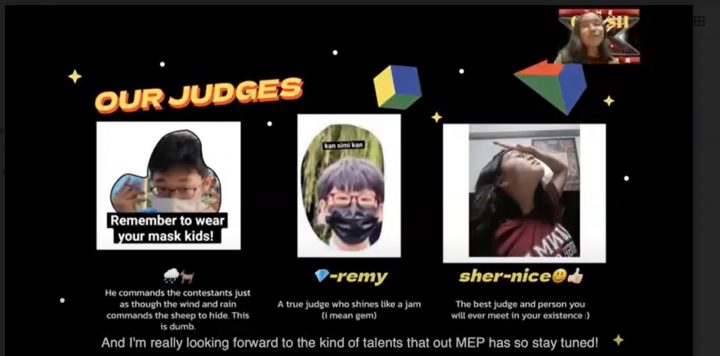 OUR JUDGES
Remember to wear
your mask kids!
kan simi kan
-remy
sher-nice
He commands the contestants just
as though the wind and rain
commands the sheep to hide. This
is dumb.
A true judge who shines like a jam
(i mean gem)
The best judge and person you
will ever meet in your existence :)
And I'm really looking forward to the kind of talents that out MEP has so stay tuned!